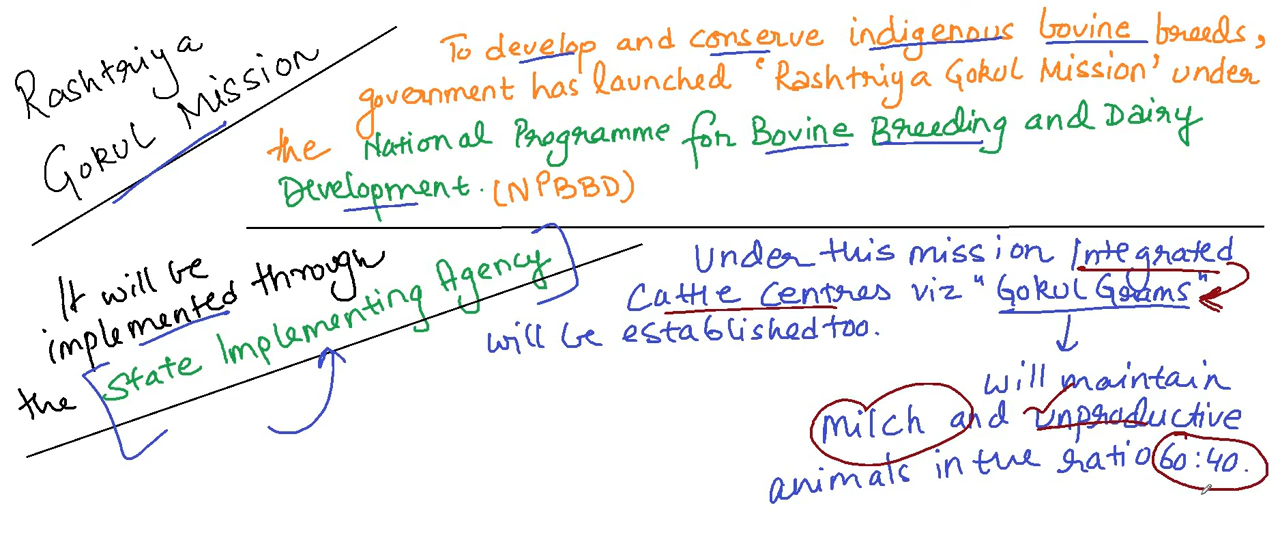 Rashtriya
Gokul Mission
To develop and conserve indigenous bovine breeds,
government has launched 'Rashtriya Gokul Mission' under
the National Programme for Bovine Breeding and Dairy
Development. (NPBBD)
It will be
implemented through
the [State Implementing Agency]
Under this mission Integrated
Cattle Centres viz "Gokul Grams"
will be established too.
will maintain
milch and unproductive
animals in the ratio 60:40.